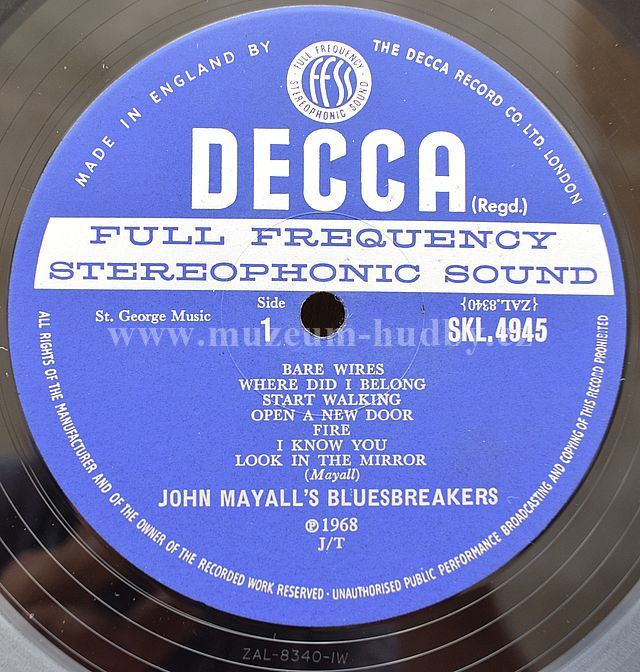 MADE IN ENGLAND BY
THE DECCA RECORD CO. LTD. LONDON
FULL FREQUENCY
ffss
STEREOPHONIC SOUND
DECCA (Regd.)
FULL FREQUENCY
STEREOPHONIC SOUND
St. George Music
Side
1
{ZAL.8340}
SKL.4945
www.muzeum-hudby.cz
BARE WIRES
WHERE DID I BELONG
START WALKING
OPEN A NEW DOOR
FIRE
I KNOW YOU
LOOK IN THE MIRROR
(Mayall)
JOHN MAYALL'S BLUESBREAKERS
℗ 1968
J/T
ALL RIGHTS OF THE MANUFACTURER AND OF THE OWNER OF THE RECORDED WORK RESERVED · UNAUTHORISED PUBLIC PERFORMANCE BROADCASTING AND COPYING OF THIS RECORD PROHIBITED
ZAL-8340-1W